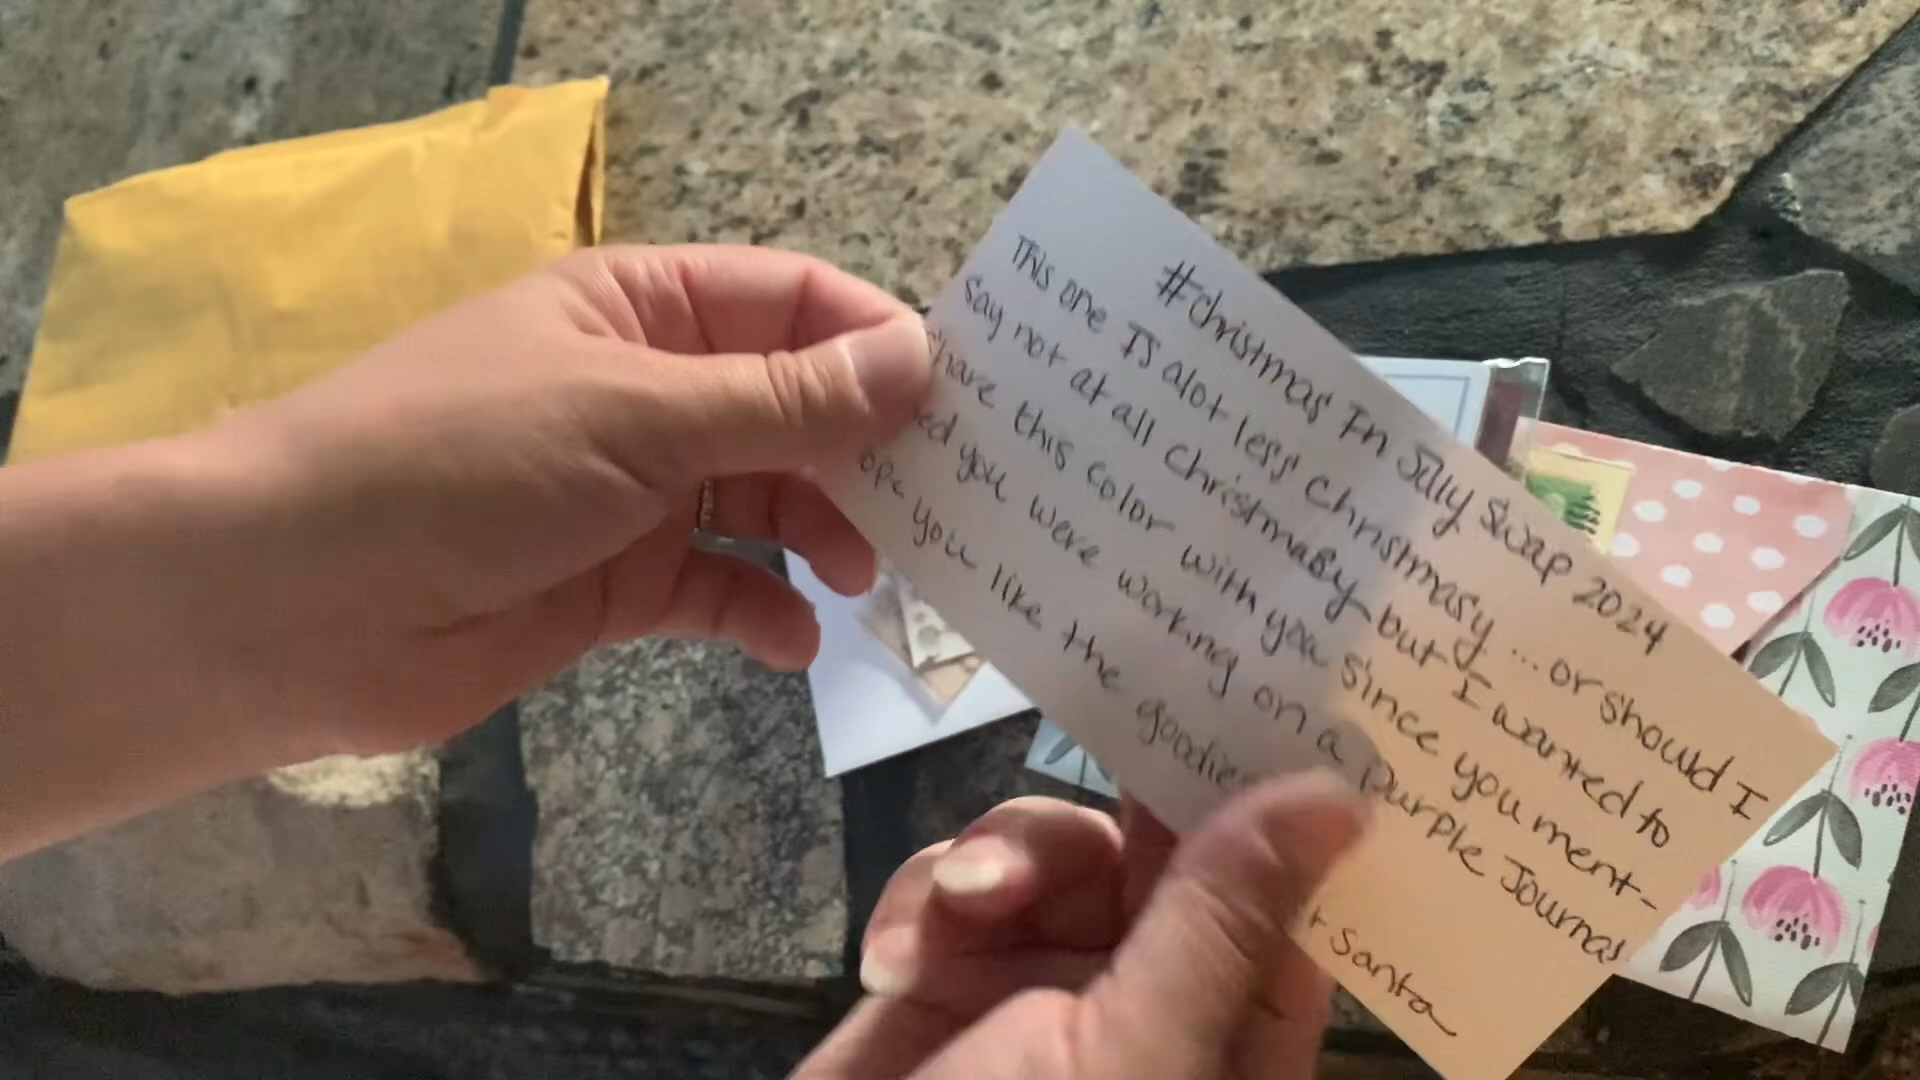 #christmas In July Swap 2024
This one Is alot less christmasy ... or should I
say not at all christmasy but I wanted to
share this color with you since you ment-
ed you were working on a purple Journal
ope you like the goodies
Santa